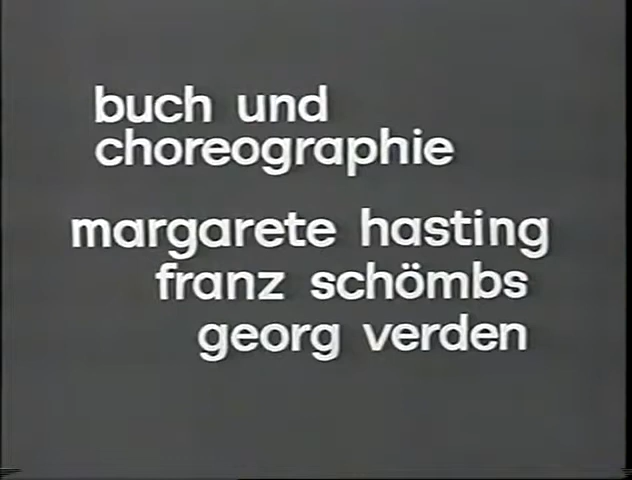 buch und
choreographie
margarete hasting
franz schömbs
georg verden